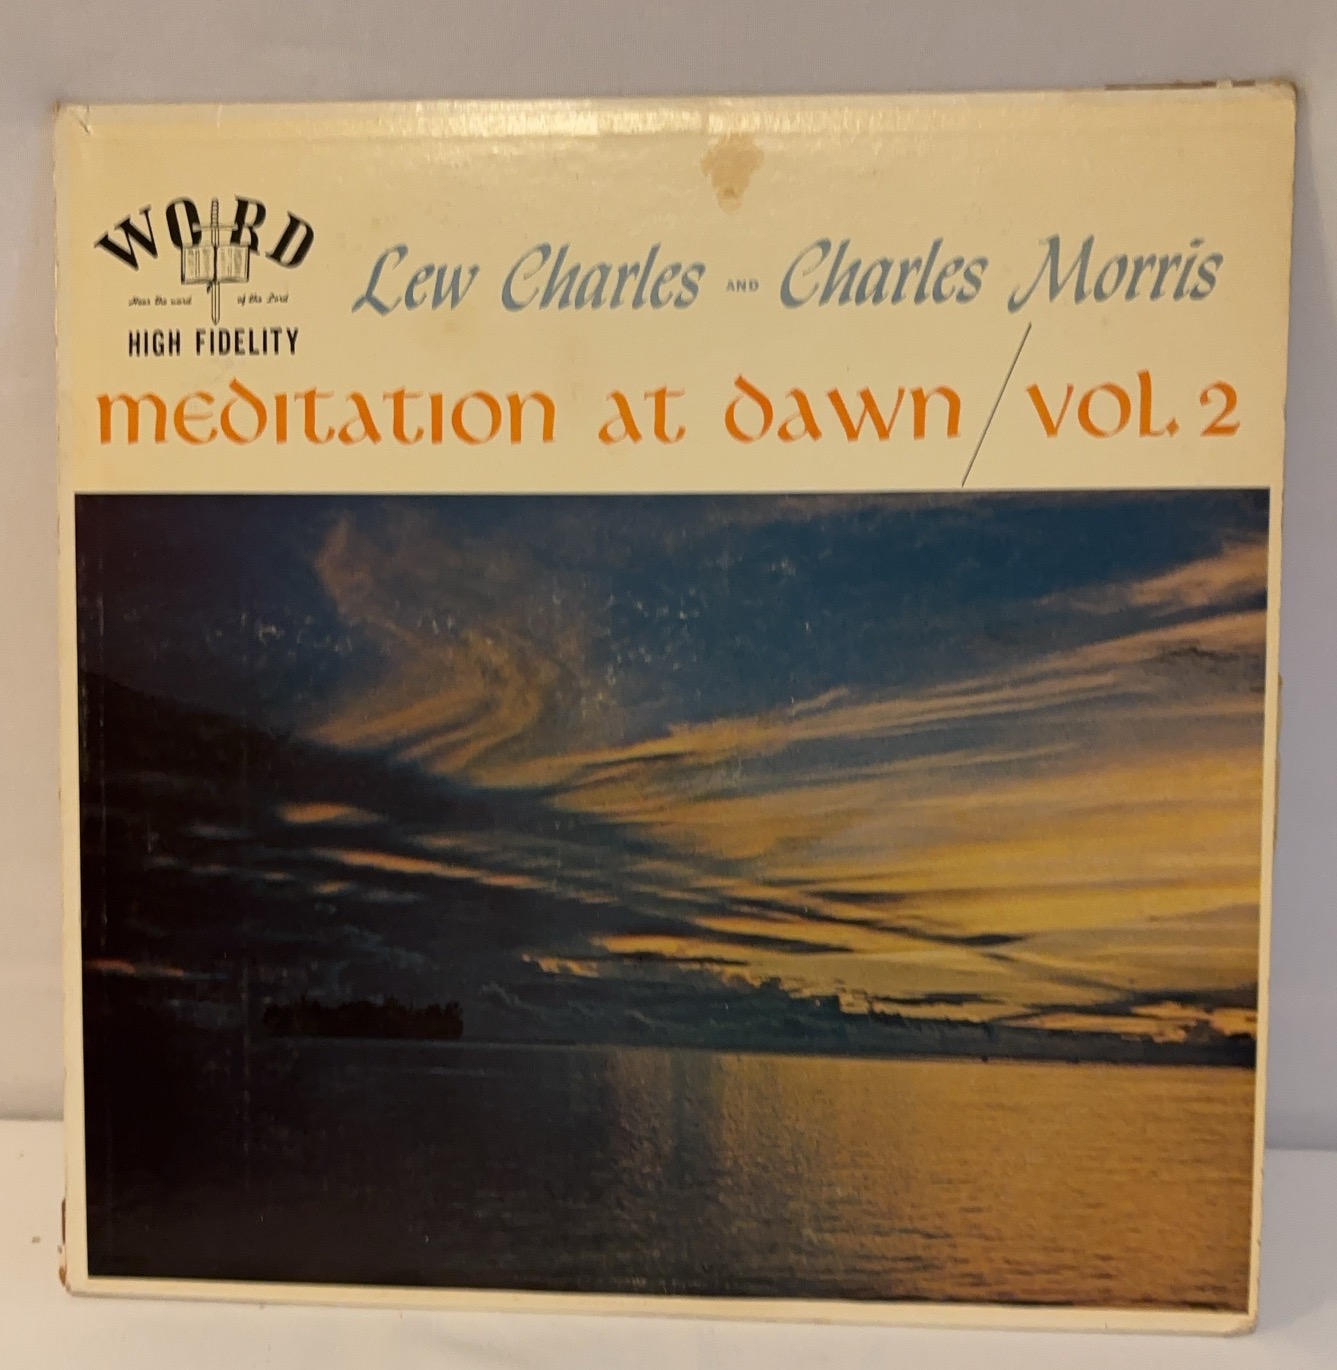 WORD
Hear the word of the Lord
HIGH FIDELITY
Lew Charles AND Charles Morris
meditation at dawn / vol. 2